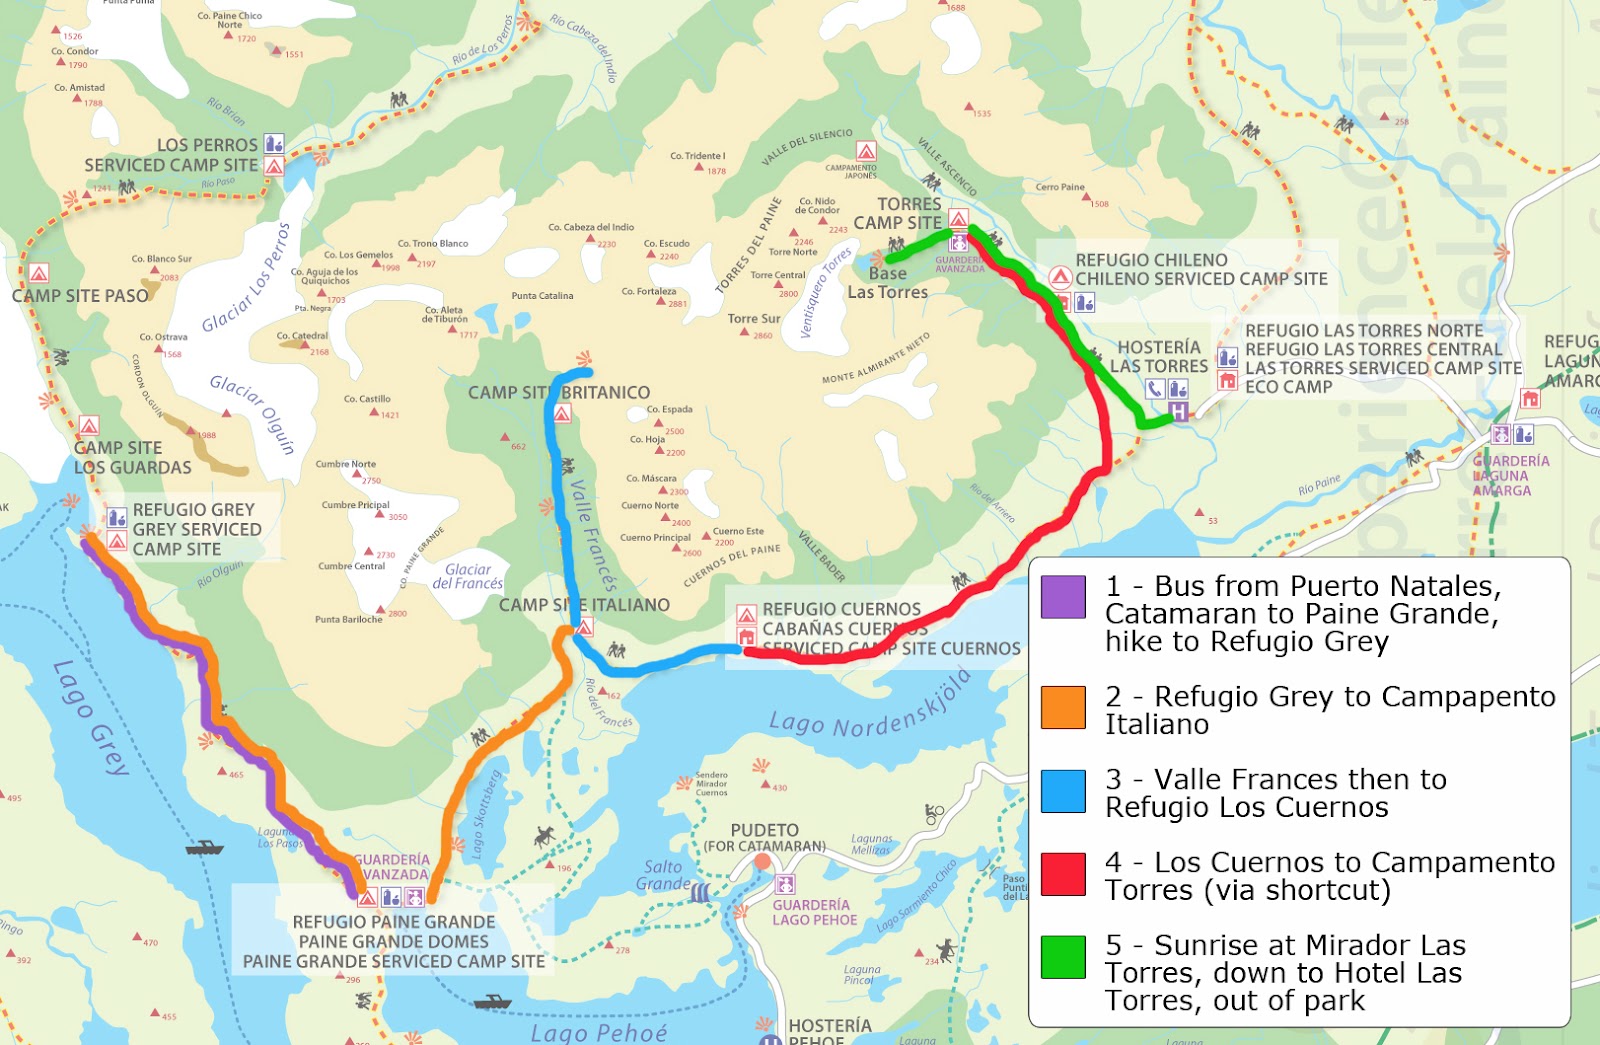 Punta Puma
Co. Paine Chico
Norte
1720
1551
1526
Co. Condor
1790
Co. Amistad
1788
Río de Los Perros
Río Cabeza del Indio
1688
Río Brian
LOS PERROS
SERVICED CAMP SITE
Río Paso
1241
CAMP SITE PASO
Co. Blanco Sur
2083
Glaciar Los Perros
Co. Los Gemelos
1998
Co. Trono Blanco
2197
Co. Aguja de los
Quiquichos
1703
Pta. Negra
Co. Catedral
2168
Co. Ostrava
1568
CORDON OLGUIN
Glaciar Olguín
1988
Co. Aleta
de Tiburón
1717
Punta Catalina
Co. Cabeza del Indio
2230
Co. Escudo
2240
Co. Fortaleza
2881
Co. Tridente I
1878
VALLE DEL SILENCIO
CAMPAMENTO
JAPONÉS
VALLE ASCENCIO
1535
258
Cerro Paine
1508
TORRES DEL PAINE
Co. Nido
de Condor
2243
2246
Torre Norte
Torre Central
2800
Torre Sur
2860
Ventisquero Torres
TORRES
CAMP SITE
GUARDERÍA
AVANZADA
Base
Las Torres
REFUGIO CHILENO
CHILENO SERVICED CAMP SITE
HOSTERÍA
LAS TORRES
H
REFUGIO LAS TORRES NORTE
REFUGIO LAS TORRES CENTRAL
LAS TORRES SERVICED CAMP SITE
ECO CAMP
REFUG
LAGUN
AMARG
GUARDERÍA
LAGUNA
AMARGA
Río Paine
53
MONTE ALMIRANTE NIETO
CAMP SITE BRITANICO
662
Co. Castillo
1421
Co. Espada
2500
Co. Hoja
2200
Co. Máscara
2300
Cuerno Norte
2400
Cuerno Principal
2600
Cuerno Este
2200
CUERNOS DEL PAINE
VALLE BADER
Río del Arriero
Valle Francés
CAMP SITE
LOS GUARDAS
REFUGIO GREY
GREY SERVICED
CAMP SITE
AK
Río Olguin
Cumbre Norte
2750
Cumbre Pricipal
3050
2730
Cumbre Central
CO. PAINE GRANDE
Glaciar
del Francés
2800
Punta Bariloche
CAMP SITE ITALIANO
REFUGIO CUERNOS
CABAÑAS CUERNOS
SERVICED CAMP SITE CUERNOS
162
Río del Francés
Lago Nordenskjöld
Lago Grey
465
495
Lago Skottsberg
Sendero
Mirador
Cuernos
430
PUDETO
(FOR CATAMARAN)
Lagunas
Mellizas
Salto
Grande
GUARDERÍA
LAGO PEHOE
Lago Sarmiento Chico
196
278
234
Laguna
Pincol
Laguna
Los Pasos
GUARDERÍA
AVANZADA
REFUGIO PAINE GRANDE
PAINE GRANDE DOMES
PAINE GRANDE SERVICED CAMP SITE
Pingo
392
470
455
296
Lago Pehoé
HOSTERÍA
PEHOE
Laguna
1 - Bus from Puerto Natales,
Catamaran to Paine Grande,
hike to Refugio Grey
2 - Refugio Grey to Campapento
Italiano
3 - Valle Frances then to
Refugio Los Cuernos
4 - Los Cuernos to Campamento
Torres (via shortcut)
5 - Sunrise at Mirador Las
Torres, down to Hotel Las
Torres, out of park